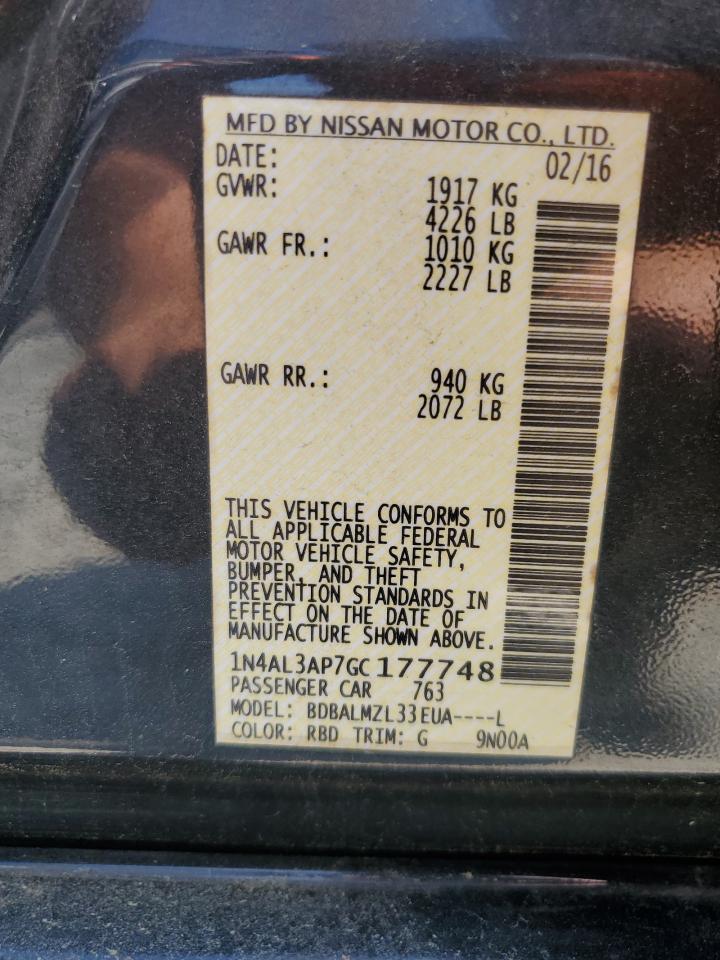 MFD BY NISSAN MOTOR CO., LTD.
DATE: 02/16
GVWR: 1917 KG
4226 LB
GAWR FR.: 1010 KG
2227 LB
GAWR RR.: 940 KG
2072 LB
THIS VEHICLE CONFORMS TO
ALL APPLICABLE FEDERAL
MOTOR VEHICLE SAFETY,
BUMPER, AND THEFT
PREVENTION STANDARDS IN
EFFECT ON THE DATE OF
MANUFACTURE SHOWN ABOVE.
1N4AL3AP7GC177748
PASSENGER CAR 763
MODEL: BDBALMZL33EUA----L
COLOR: RBD TRIM: G 9N00A